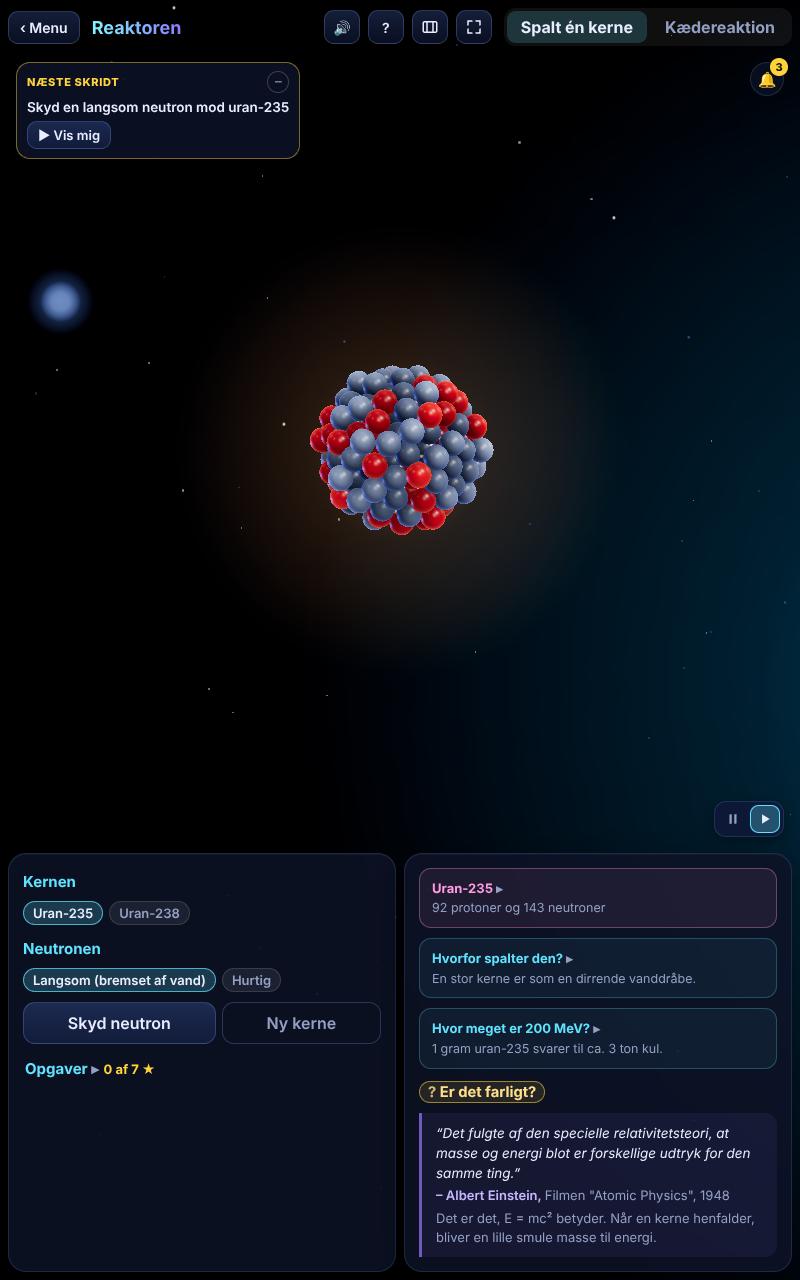 ‹ Menu
Reaktoren
?
Spalt én kerne
Kædereaktion
NÆSTE SKRIDT
Skyd en langsom neutron mod uran-235
▶ Vis mig
3
Kernen
Uran-235
Uran-238
Neutronen
Langsom (bremset af vand)
Hurtig
Skyd neutron
Ny kerne
Opgaver ▸ 0 af 7 ★
Uran-235 ▸
92 protoner og 143 neutroner
Hvorfor spalter den? ▸
En stor kerne er som en dirrende vanddråbe.
Hvor meget er 200 MeV? ▸
1 gram uran-235 svarer til ca. 3 ton kul.
? Er det farligt?
“Det fulgte af den specielle relativitetsteori, at
masse og energi blot er forskellige udtryk for den
samme ting.”
– Albert Einstein, Filmen "Atomic Physics", 1948
Det er det, E = mc² betyder. Når en kerne henfalder,
bliver en lille smule masse til energi.